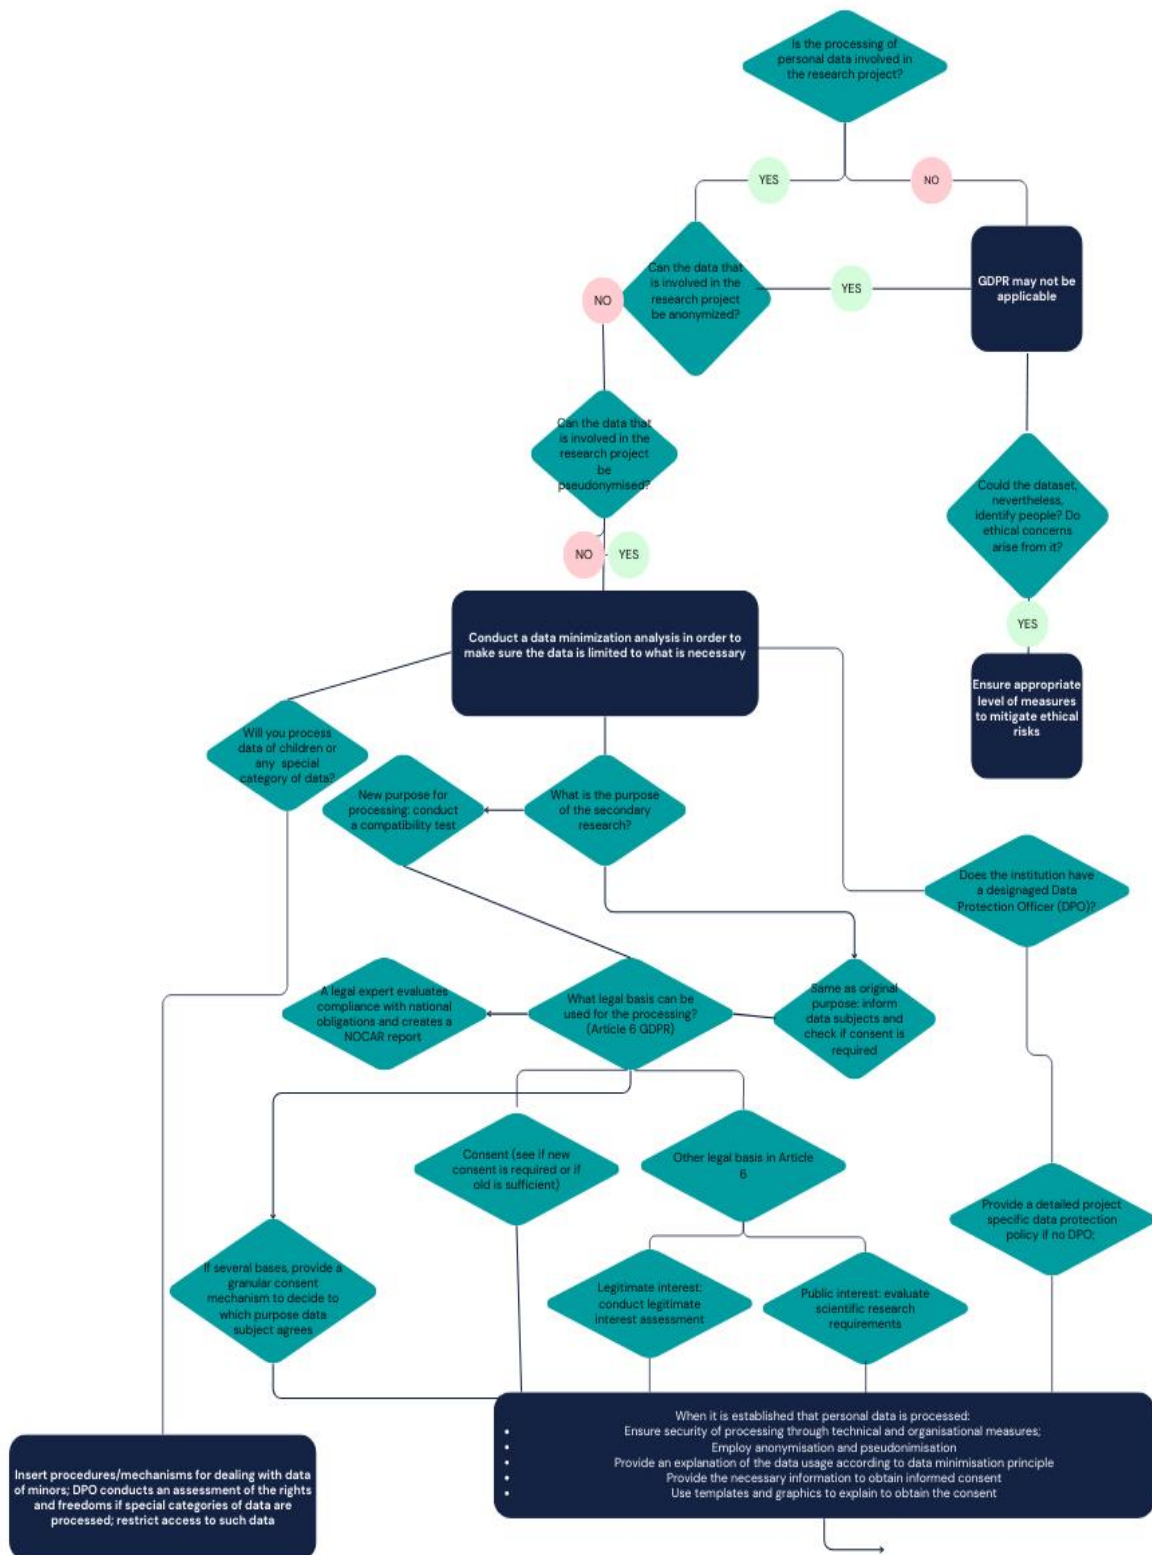 Is the processing of
personal data involved in
the research project?
YES
NO
Can the data that
is involved in the
research project
be anonymized?
NO
YES
GDPR may not be
applicable
Can the data that
is involved in the
research project
be
pseudonymised?
Could the dataset,
nevertheless,
identify people? Do
ethical concerns
arise from it?
NO
YES
YES
Conduct a data minimization analysis in order to
make sure the data is limited to what is necessary
Ensure appropriate
level of measures
to mitigate ethical
risks
Will you process
data of children or
any special
category of data?
New purpose for
processing: conduct
a compatibility test
What is the purpose
of the secondary
research?
Does the institution have
a designaged Data
Protection Officer (DPO)?
A legal expert evaluates
compliance with national
obligations and creates a
NOCAR report
What legal basis can be
used for the processing?
(Article 6 GDPR)
Same as original
purpose: inform
data subjects and
check if consent is
required
Consent (see if new
consent is required or if
old is sufficient)
Other legal basis in Article
6
Provide a detailed project
specific data protection
policy if no DPO;
If several bases, provide a
granular consent
mechanism to decide to
which purpose data
subject agrees
Legitimate interest:
conduct legitimate
interest assessment
Public interest: evaluate
scientific research
requirements
When it is established that personal data is processed:
• Ensure security of processing through technical and organisational measures;
• Employ anonymisation and pseudonimisation
• Provide an explanation of the data usage according to data minimisation principle
• Provide the necessary information to obtain informed consent
• Use templates and graphics to explain to obtain the consent
Insert procedures/mechanisms for dealing with data
of minors; DPO conducts an assessment of the rights
and freedoms if special categories of data are
processed; restrict access to such data